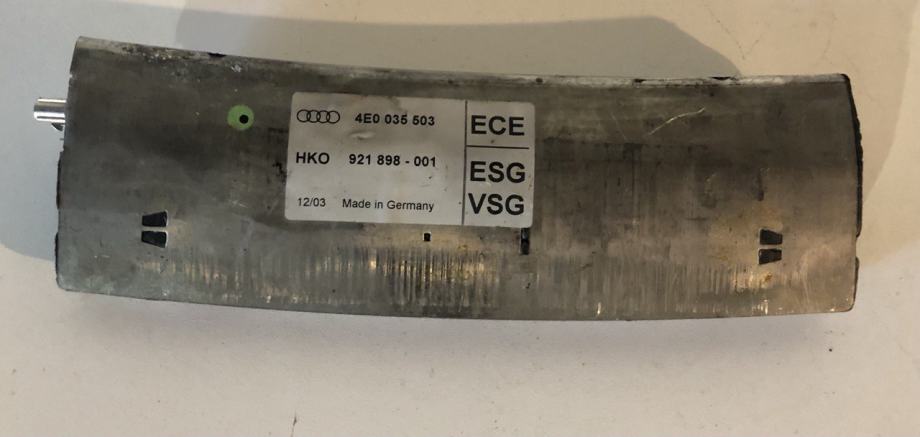 4E0 035 503
HKO 921 898 - 001
12/03 Made in Germany
ECE
ESG
VSG